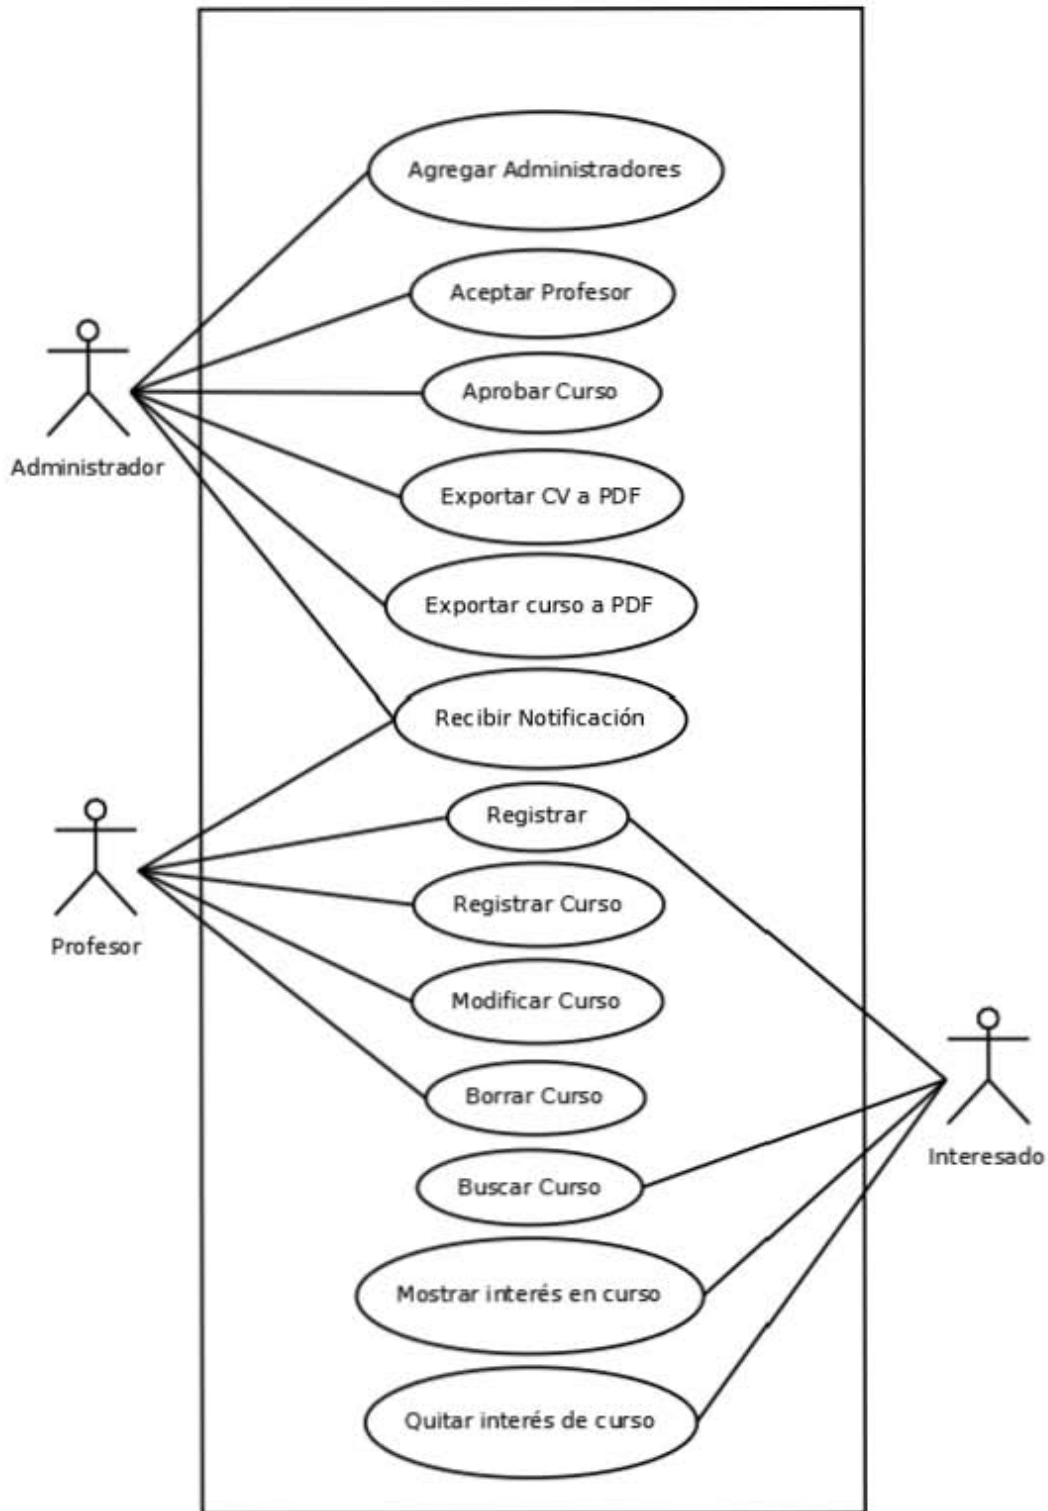 Agregar Administradores
Aceptar Profesor
Aprobar Curso
Administrador
Exportar CV a PDF
Exportar curso a PDF
Recibir Notificación
Registrar
Registrar Curso
Profesor
Modificar Curso
Borrar Curso
Interesado
Buscar Curso
Mostrar interés en curso
Quitar interés de curso